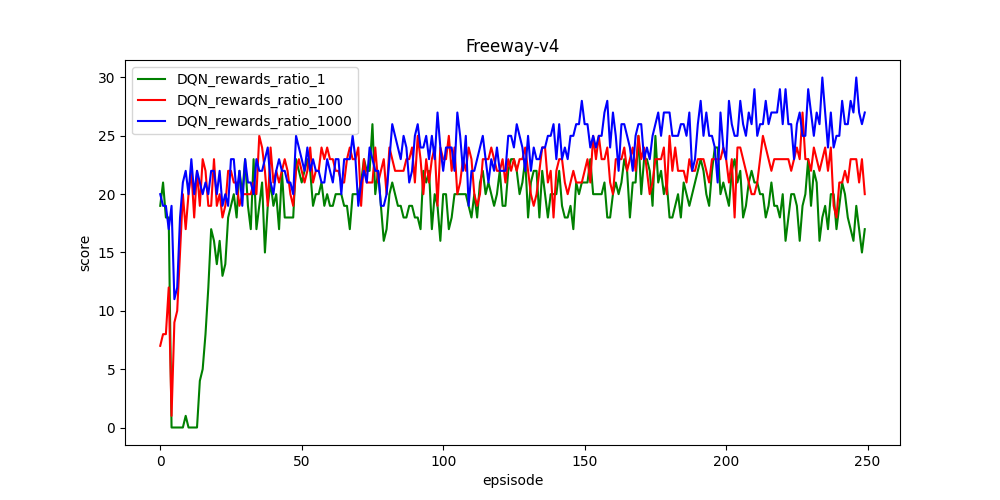 Freeway-v4
DQN_rewards_ratio_1
DQN_rewards_ratio_100
DQN_rewards_ratio_1000
30
25
20
15
10
5
0
score
0 50 100 150 200 250
epsisode